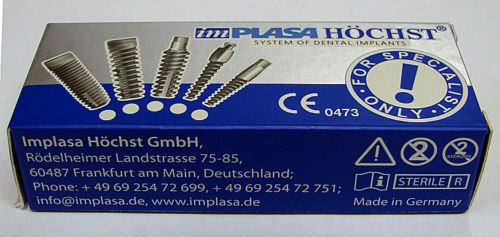 imPLASA HÖCHST®
SYSTEM OF DENTAL IMPLANTS
FOR SPECIALIST
!
ONLY
CE 0473
Implasa Höchst GmbH,
Rödelheimer Landstrasse 75-85,
60487 Frankfurt am Main, Deutschland;
Phone: + 49 69 254 72 699, + 49 69 254 72 751;
info@implasa.de, www.implasa.de
! 2 2
STERILE R
Made in Germany